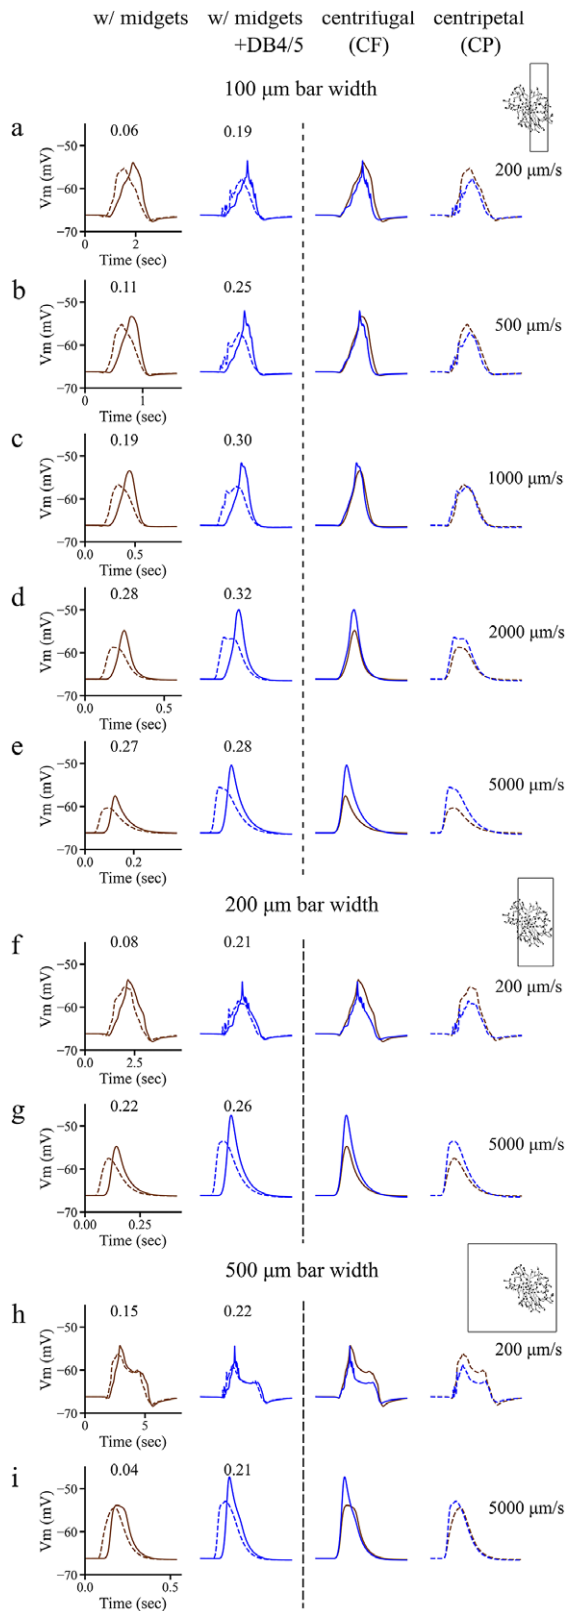 w/ midgets w/ midgets centrifugal centripetal
+DB4/5 (CF) (CP)
100 μm bar width
a
0.06 0.19
−50
−60
−70
Vm (mV)
200 μm/s
0 2
Time (sec)
b
0.11 0.25
−50
−60
−70
Vm (mV)
500 μm/s
0 1
Time (sec)
c
0.19 0.30
−50
−60
−70
Vm (mV)
1000 μm/s
0.0 0.5
Time (sec)
d
0.28 0.32
−50
−60
−70
Vm (mV)
2000 μm/s
0.0 0.5
Time (sec)
e
0.27 0.28
−50
−60
−70
Vm (mV)
5000 μm/s
0.0 0.2
Time (sec)
200 μm bar width
f
0.08 0.21
−50
−60
−70
Vm (mV)
200 μm/s
0.0 2.5
Time (sec)
g
0.22 0.26
−50
−60
−70
Vm (mV)
5000 μm/s
0.00 0.25
Time (sec)
500 μm bar width
h
0.15 0.22
−50
−60
−70
Vm (mV)
200 μm/s
0 5
Time (sec)
i
0.04 0.21
−50
−60
−70
Vm (mV)
5000 μm/s
0.0 0.5
Time (sec)